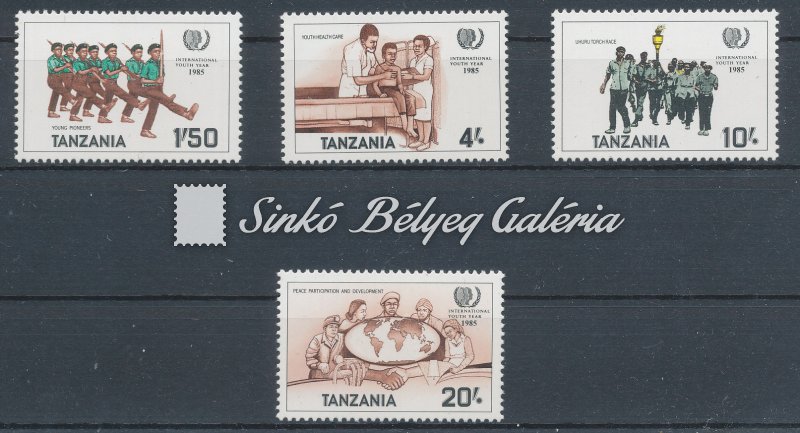 INTERNATIONAL
YOUTH YEAR
1985
YOUNG PIONEERS
TANZANIA
1'50
YOUTH HEALTH CARE
INTERNATIONAL
YOUTH YEAR
1985
TANZANIA
4/-
UHURU TORCH RACE
INTERNATIONAL
YOUTH YEAR
1985
TANZANIA
10/-
Sinkó Bélyeg Galéria
PEACE PARTICIPATION AND DEVELOPMENT
INTERNATIONAL
YOUTH YEAR
1985
TANZANIA
20/-